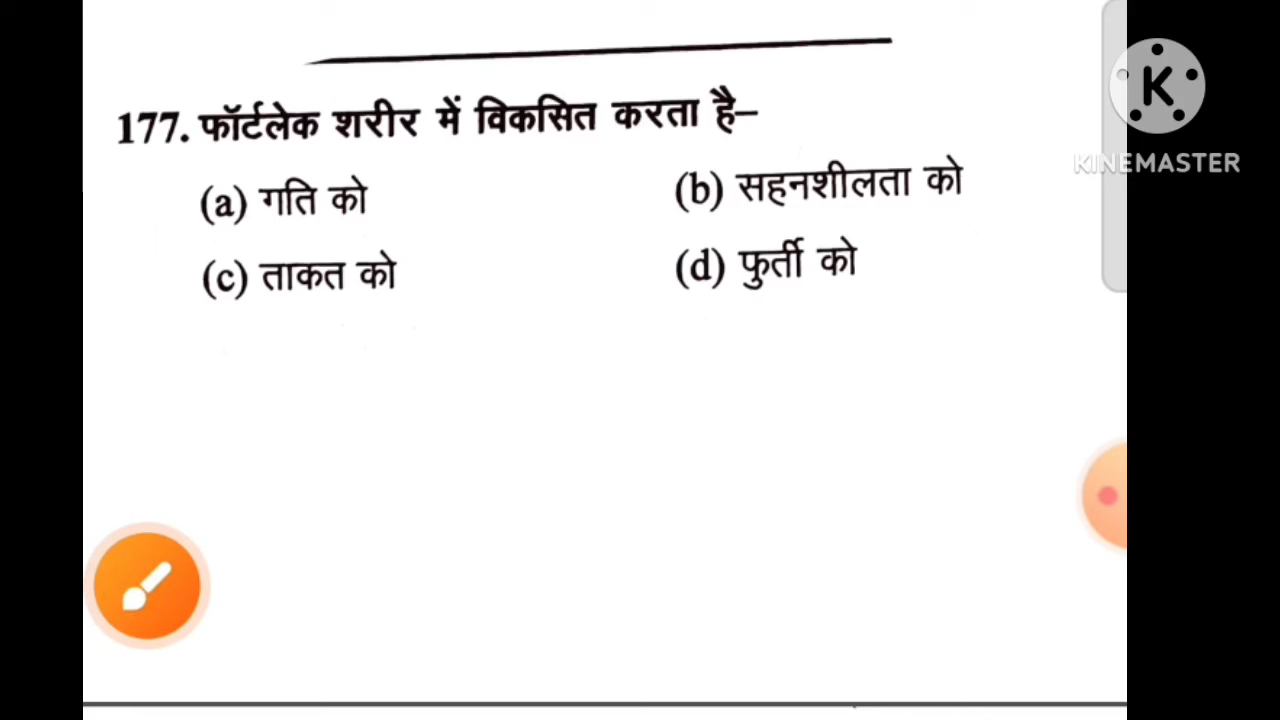 177. फॉर्टलेक शरीर में विकसित करता है–
(a) गति को (b) सहनशीलता को
(c) ताकत को (d) फुर्ती को
K
KINEMASTER